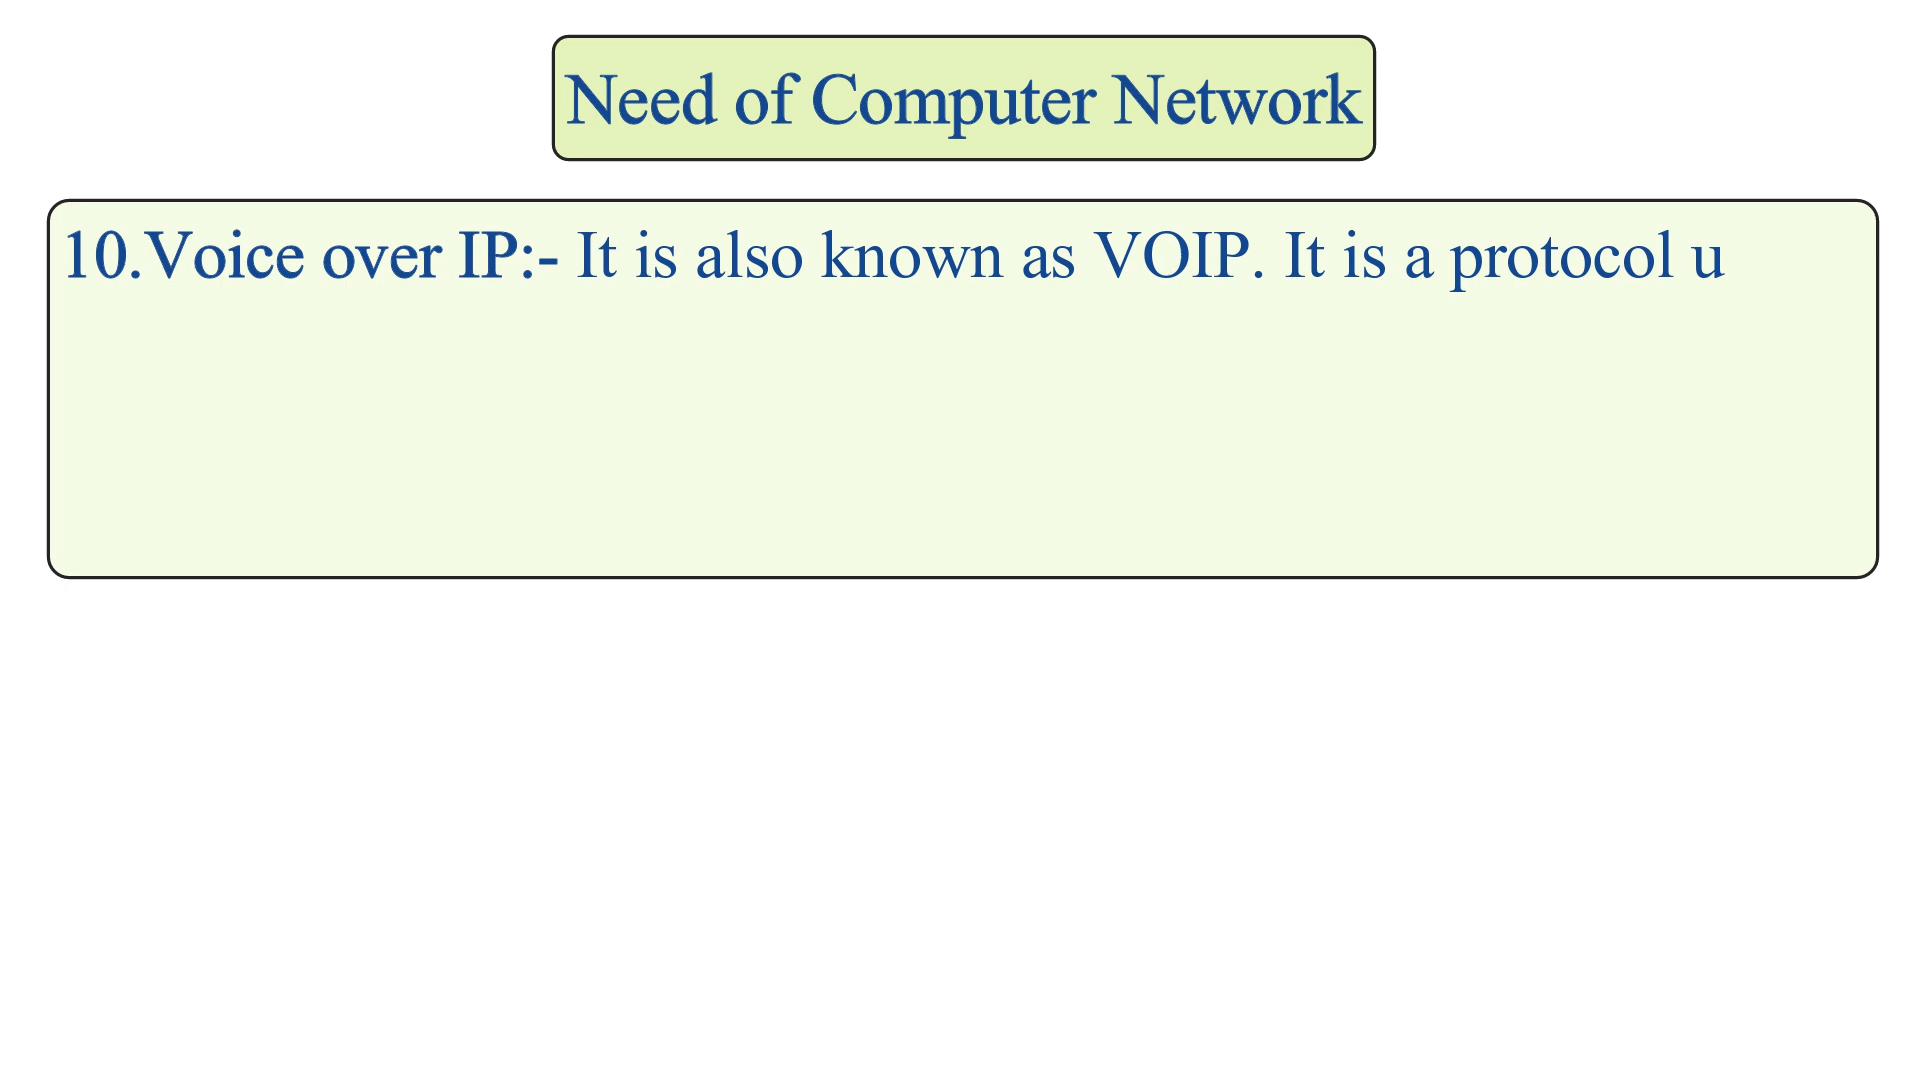 Need of Computer Network
10.Voice over IP:- It is also known as VOIP. It is a protocol u